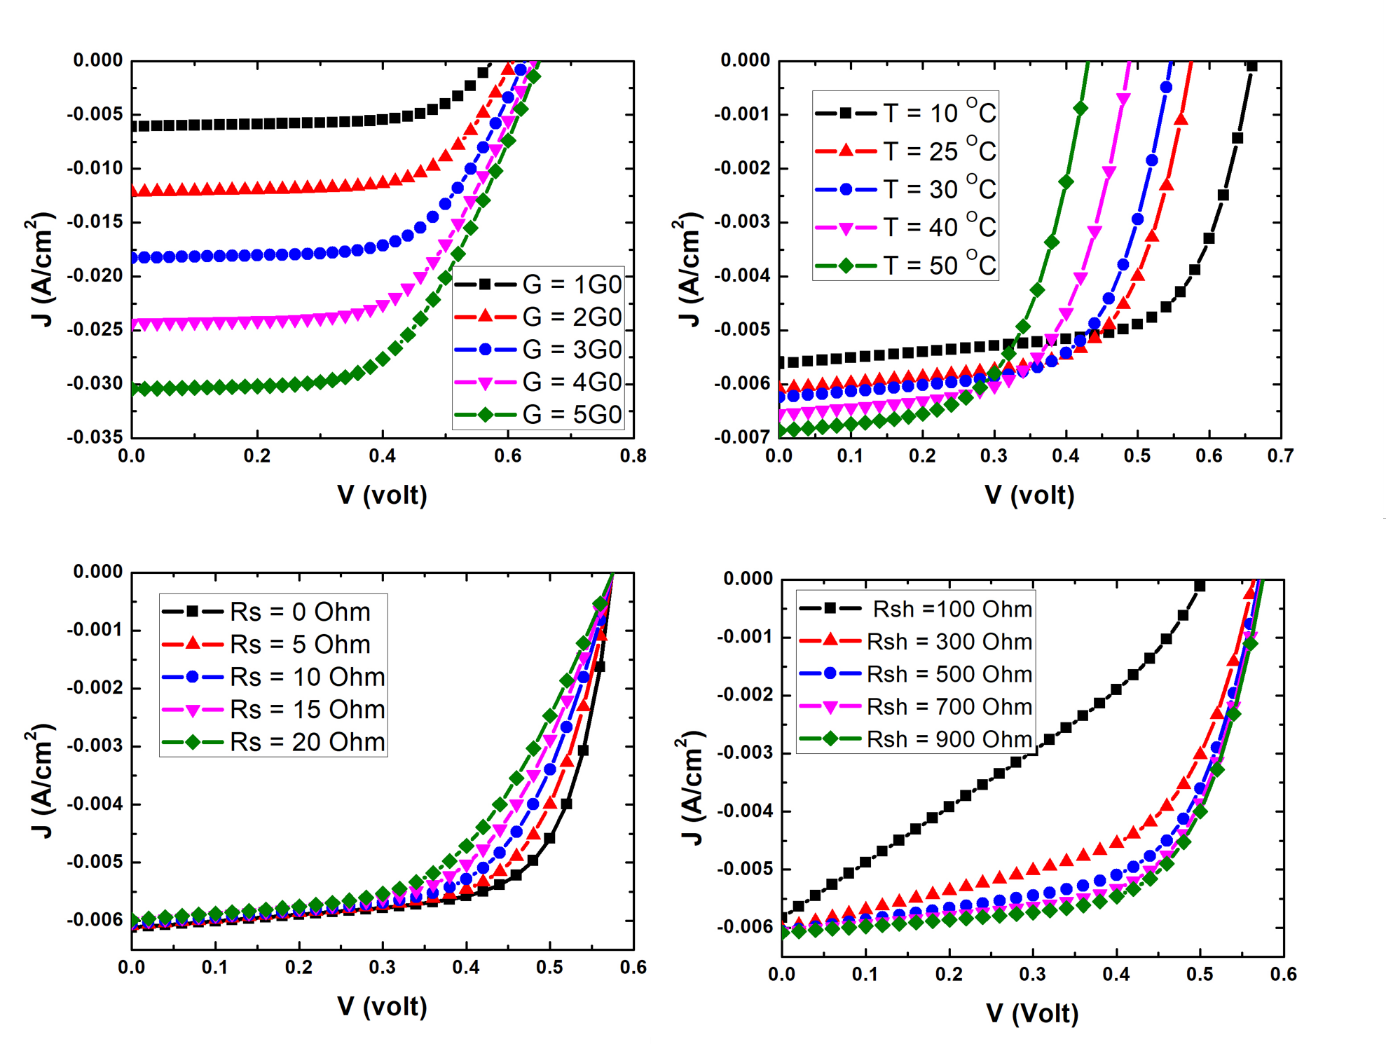 0.000
-0.005
-0.010
-0.015
-0.020
-0.025
-0.030
-0.035
J (A/cm²)
G = 1G0
G = 2G0
G = 3G0
G = 4G0
G = 5G0
0.0 0.2 0.4 0.6 0.8
V (volt)
0.000
-0.001
-0.002
-0.003
-0.004
-0.005
-0.006
-0.007
J (A/cm²)
T = 10 °C
T = 25 °C
T = 30 °C
T = 40 °C
T = 50 °C
0.0 0.1 0.2 0.3 0.4 0.5 0.6 0.7
V (volt)
0.000
-0.001
-0.002
-0.003
-0.004
-0.005
-0.006
J (A/cm²)
Rs = 0 Ohm
Rs = 5 Ohm
Rs = 10 Ohm
Rs = 15 Ohm
Rs = 20 Ohm
0.0 0.1 0.2 0.3 0.4 0.5 0.6
V (volt)
0.000
-0.001
-0.002
-0.003
-0.004
-0.005
-0.006
J (A/cm²)
Rsh =100 Ohm
Rsh = 300 Ohm
Rsh = 500 Ohm
Rsh = 700 Ohm
Rsh = 900 Ohm
0.0 0.1 0.2 0.3 0.4 0.5 0.6
V (Volt)